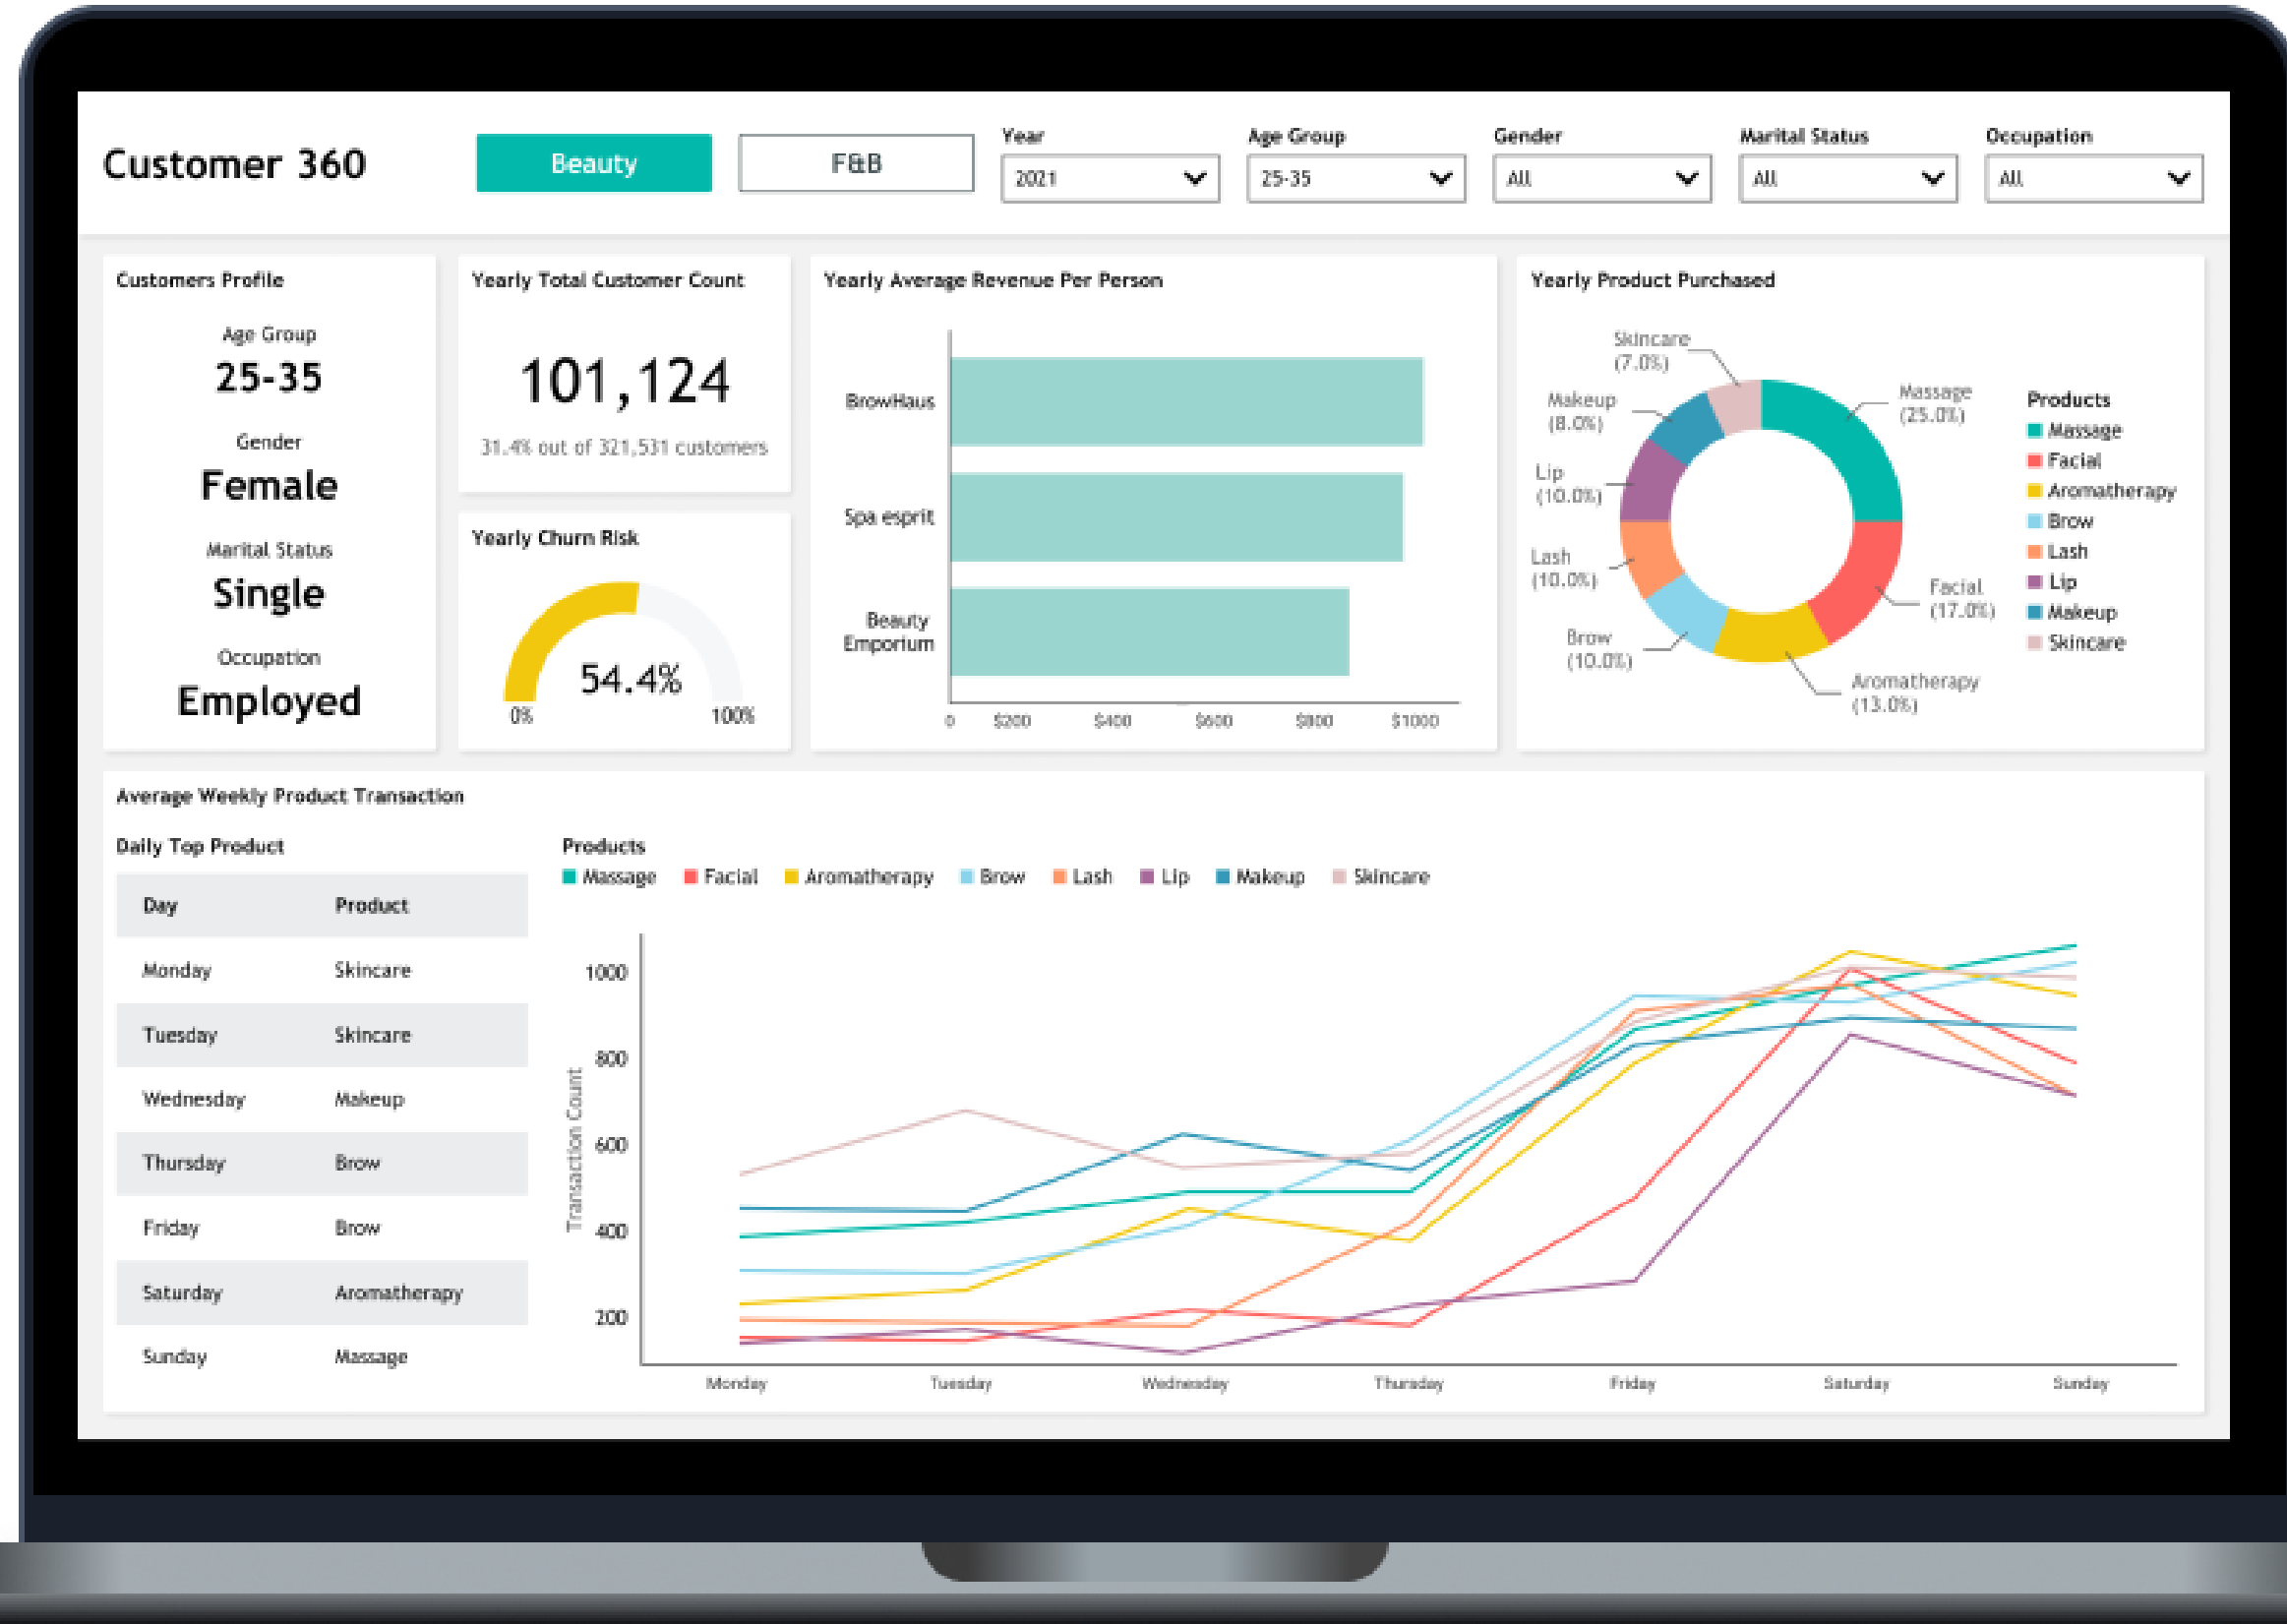 Customer 360
Beauty
F&B
Year
2021
Age Group
25-35
Gender
All
Marital Status
All
Occupation
All
Customers Profile
Age Group
25-35
Gender
Female
Marital Status
Single
Occupation
Employed
Yearly Total Customer Count
101,124
31.4% out of 321,531 customers
Yearly Churn Risk
54.4%
0%
100%
Yearly Average Revenue Per Person
BrowHaus
Spa esprit
Beauty
Emporium
0 $200 $400 $600 $800 $1000
Yearly Product Purchased
Skincare
(7.0%)
Makeup
(8.0%)
Lip
(10.0%)
Lash
(10.0%)
Brow
(10.0%)
Massage
(25.0%)
Facial
(17.0%)
Aromatherapy
(13.0%)
Products
Massage
Facial
Aromatherapy
Brow
Lash
Lip
Makeup
Skincare
Average Weekly Product Transaction
Daily Top Product
Day Product
Monday Skincare
Tuesday Skincare
Wednesday Makeup
Thursday Brow
Friday Brow
Saturday Aromatherapy
Sunday Massage
Products
Massage Facial Aromatherapy Brow Lash Lip Makeup Skincare
Transaction Count
1000
800
600
400
200
Monday Tuesday Wednesday Thursday Friday Saturday Sunday